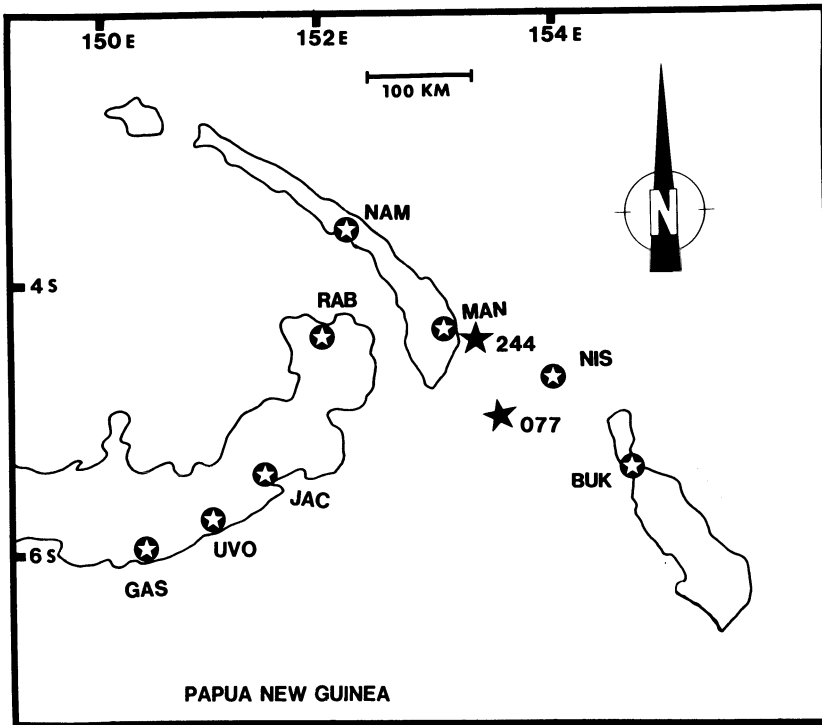 150 E
152 E
154 E
100 KM
N
NAM
4 S
RAB
MAN
244
NIS
077
BUK
JAC
UVO
6 S
GAS
PAPUA NEW GUINEA